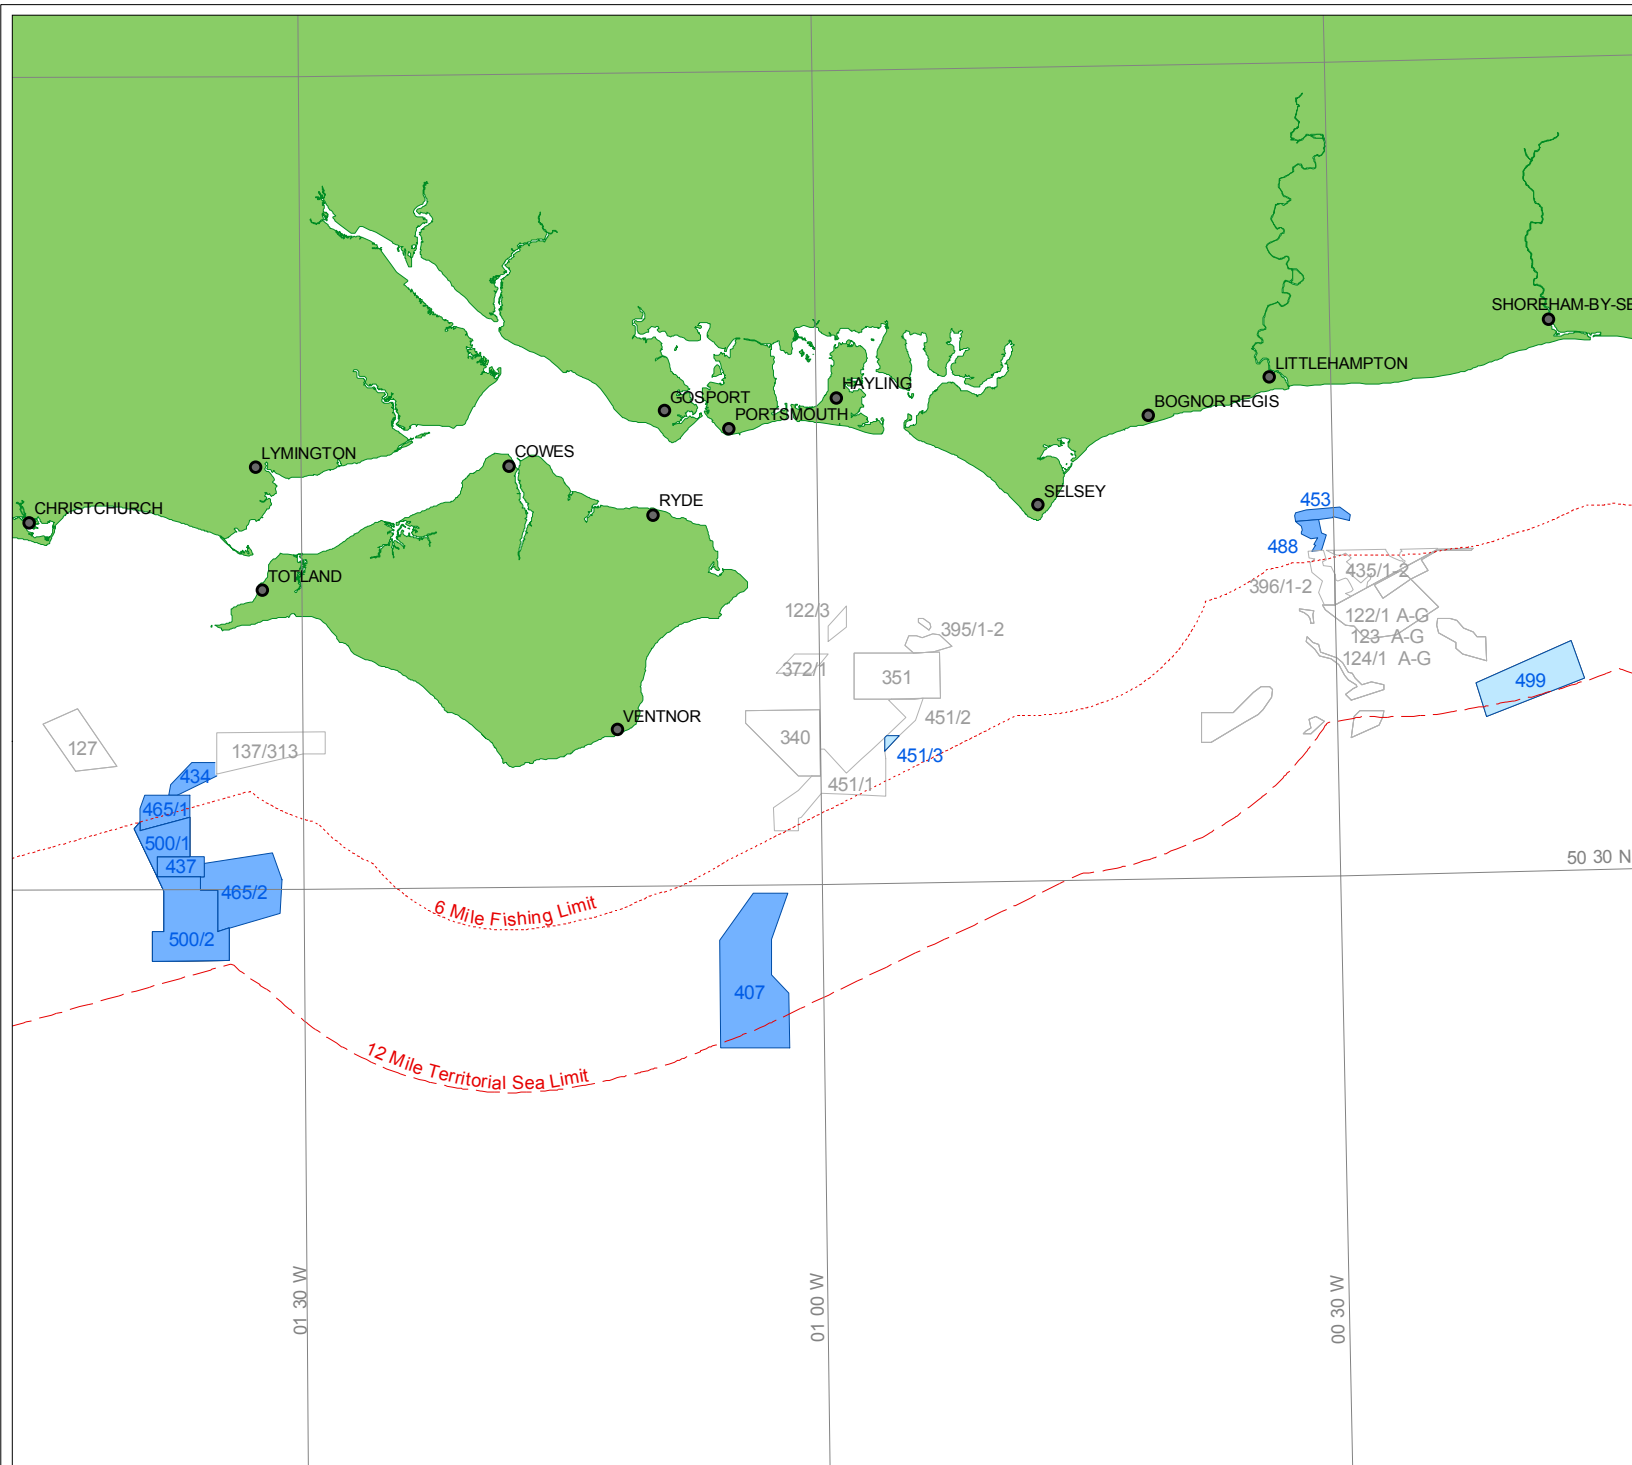 SHOREHAM-BY-SE
LITTLEHAMPTON
HAYLING
GOSPORT
BOGNOR REGIS
PORTSMOUTH
LYMINGTON
COWES
SELSEY
RYDE
453
CHRISTCHURCH
488
TOTLAND
435/1-2
396/1-2
122/3
122/1 A-G
395/1-2
123 A-G
124/1 A-G
372/1
351
499
VENTNOR
451/2
340
127
137/313
451/3
434
451/1
465/1
500/1
50 30 N
437
465/2
6 Mile Fishing Limit
500/2
407
12 Mile Territorial Sea Limit
01 30 W
01 00 W
00 30 W